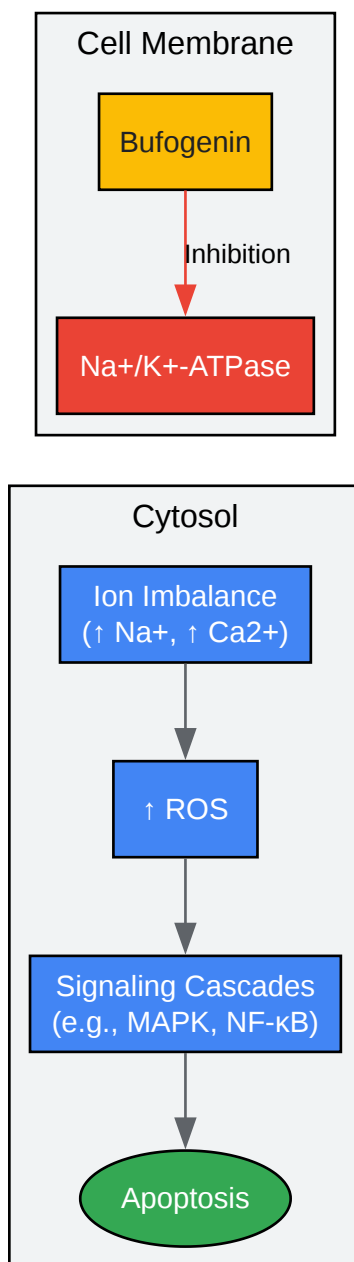 Cell Membrane
Bufogenin
Inhibition
Na+/K+-ATPase
Cytosol
Ion Imbalance
(↑ Na+, ↑ Ca2+)
↑ ROS
Signaling Cascades
(e.g., MAPK, NF-κB)
Apoptosis